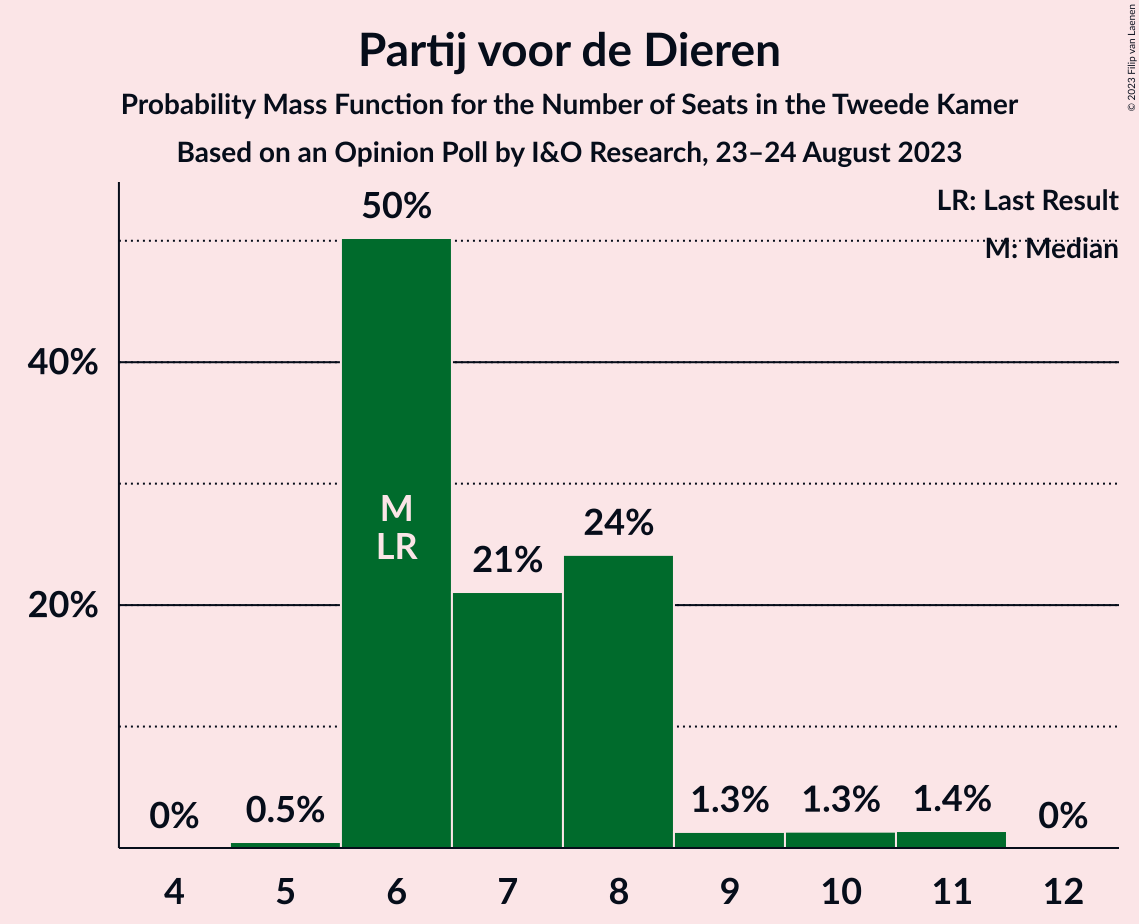 Partij voor de Dieren
Probability Mass Function for the Number of Seats in the Tweede Kamer
Based on an Opinion Poll by I&O Research, 23–24 August 2023
© 2023 Filip van Laenen
LR: Last Result
M: Median
50%
40%
M
LR
24%
21%
20%
0%
0.5%
1.3%
1.3%
1.4%
0%
4 5 6 7 8 9 10 11 12